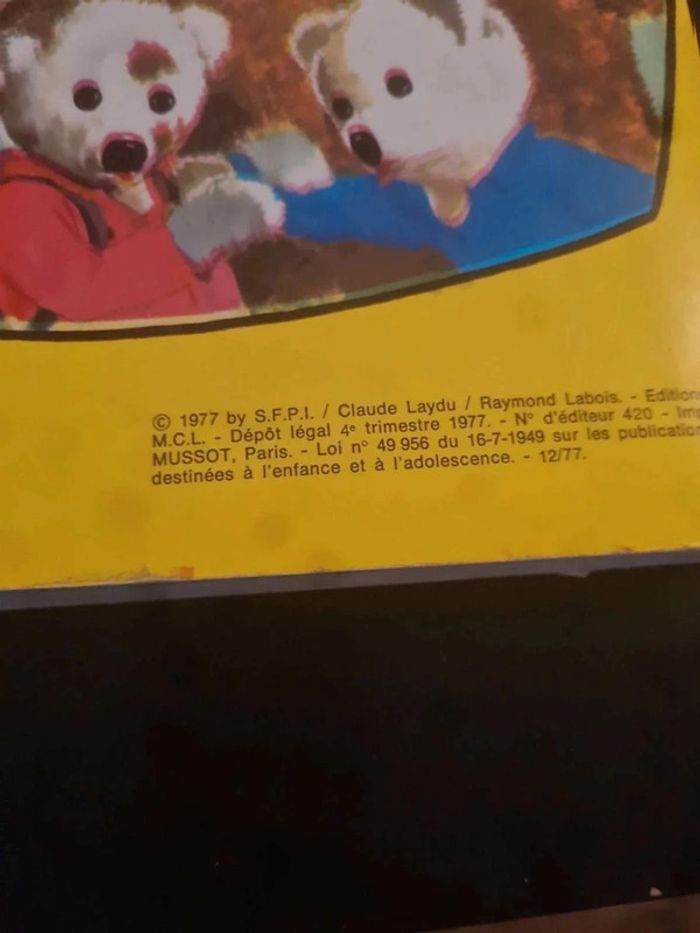 © 1977 by S.F.P.I. / Claude Laydu / Raymond Labois. - Edition
M.C.L. - Dépôt légal 4e trimestre 1977. - N° d'éditeur 420 -
MUSSOT, Paris. - Loi n° 49 956 du 16-7-1949 sur les publication
destinées à l'enfance et à l'adolescence. - 12/77.